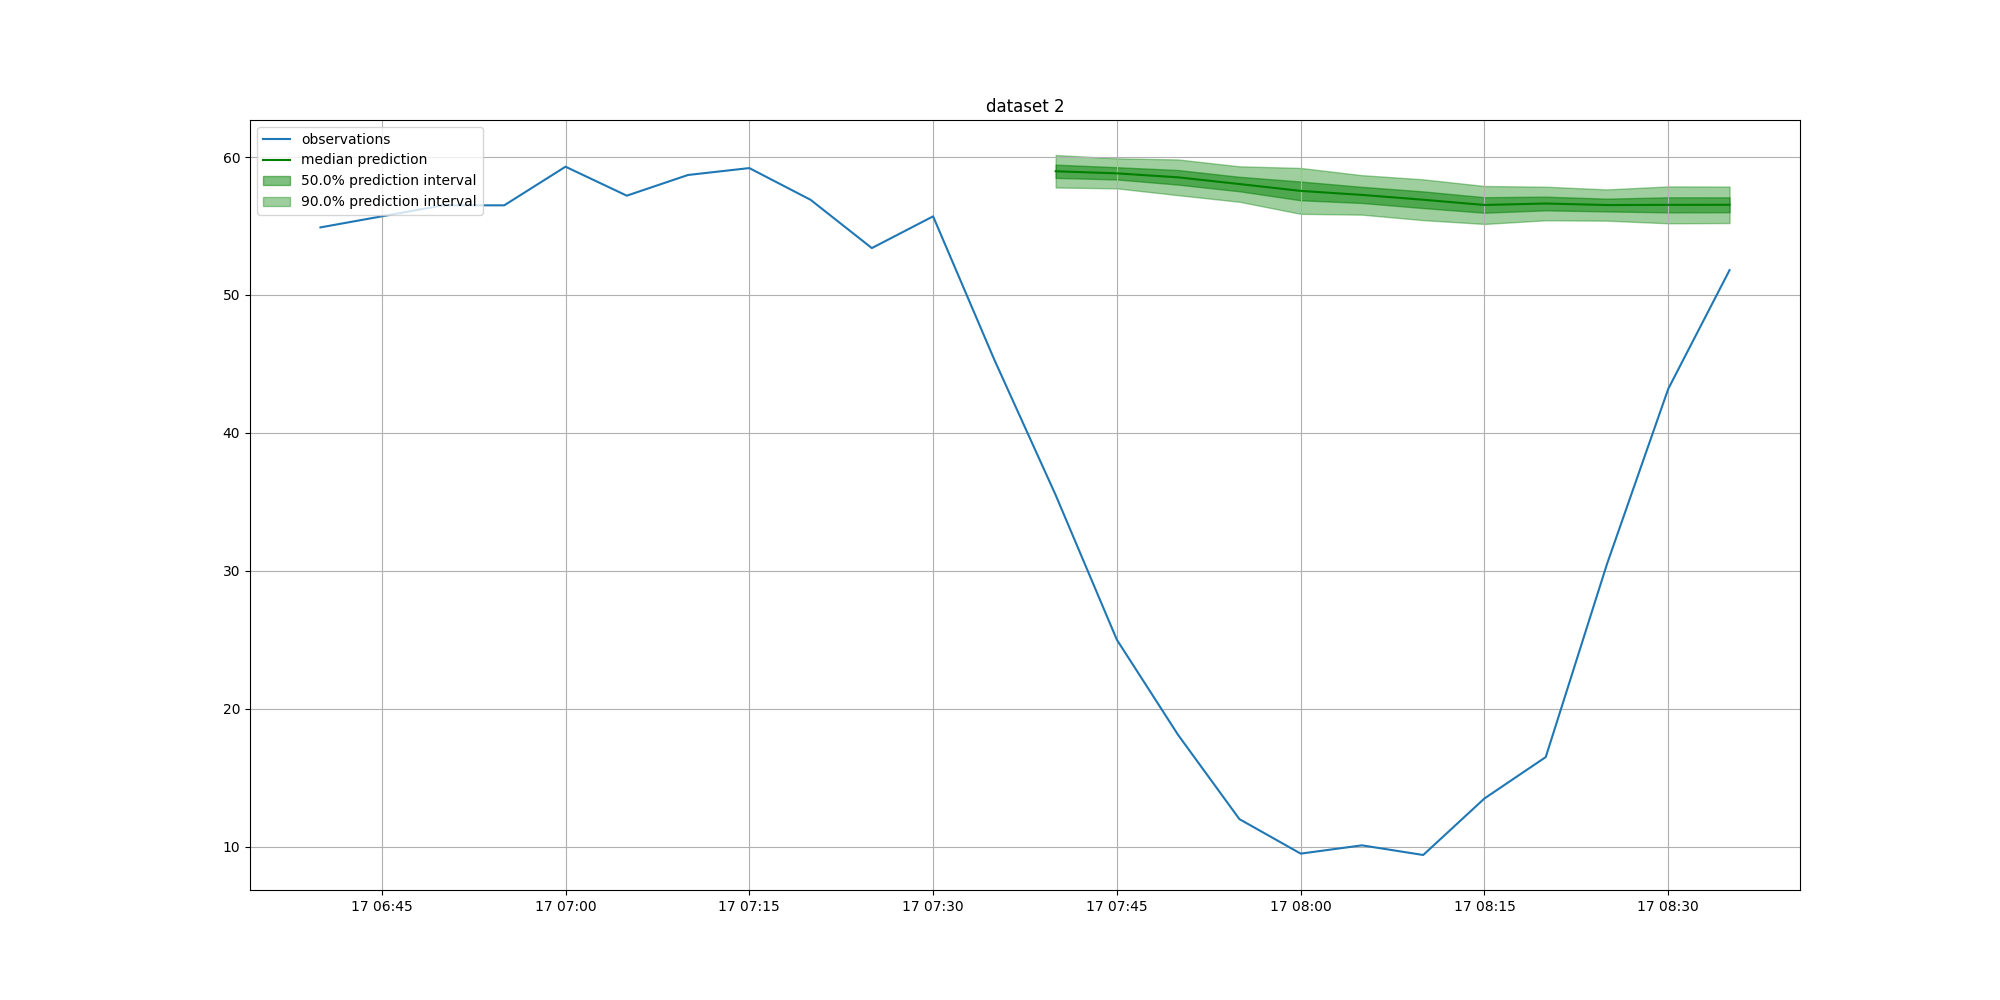 dataset 2
observations
median prediction
50.0% prediction interval
90.0% prediction interval
60
50
40
30
20
10
17 06:45 17 07:00 17 07:15 17 07:30 17 07:45 17 08:00 17 08:15 17 08:30